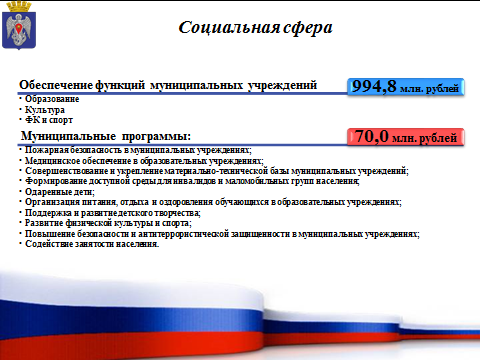 Социальная сфера
Обеспечение функций муниципальных учреждений 994,8 млн. рублей
• Образование
• Культура
• ФК и спорт
Муниципальные программы: 70,0 млн. рублей
• Пожарная безопасность в муниципальных учреждениях;
• Медицинское обеспечение в образовательных учреждениях;
• Совершенствование и укрепление материально-технической базы муниципальных учреждений;
• Формирование доступной среды для инвалидов и маломобильных групп населения;
• Одаренные дети;
• Организация питания, отдыха и оздоровления обучающихся в образовательных учреждениях;
• Поддержка и развитие детского творчества;
• Развитие физической культуры и спорта;
• Повышение безопасности и антитеррористической защищенности в муниципальных учреждениях;
• Содействие занятости населения.